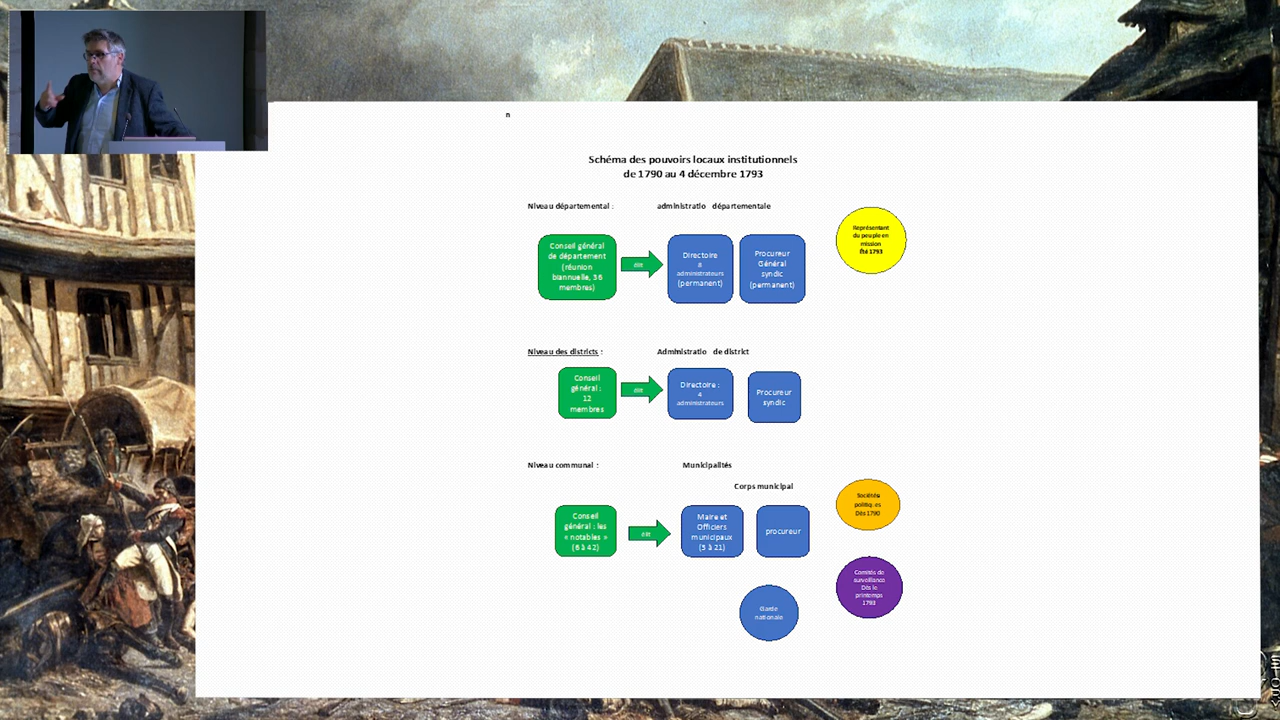 n
Schéma des pouvoirs locaux institutionnels
de 1790 au 4 décembre 1793
Niveau départemental :
administratio départementale
Représentant
du peuple en
mission
Eté 1793
Conseil général
de département
(réunion
biannuelle, 36
membres)
élit
Directoire
8
administrateurs
(permanent)
Procureur
Général
syndic
(permanent)
Niveau des districts :
Administratio de district
Conseil
général :
12
membres
élit
Directoire :
4
administrateurs
Procureur
syndic
Niveau communal :
Municipalités
Corps municipal
Conseil
général : les
« notables »
(6 à 42)
élit
Maire et
Officiers
municipaux
(3 à 21)
procureur
Sociétés
politiq es
Dès 1790
Comités de
surveillance
Dès le
printemps
1793
Garde
nationale